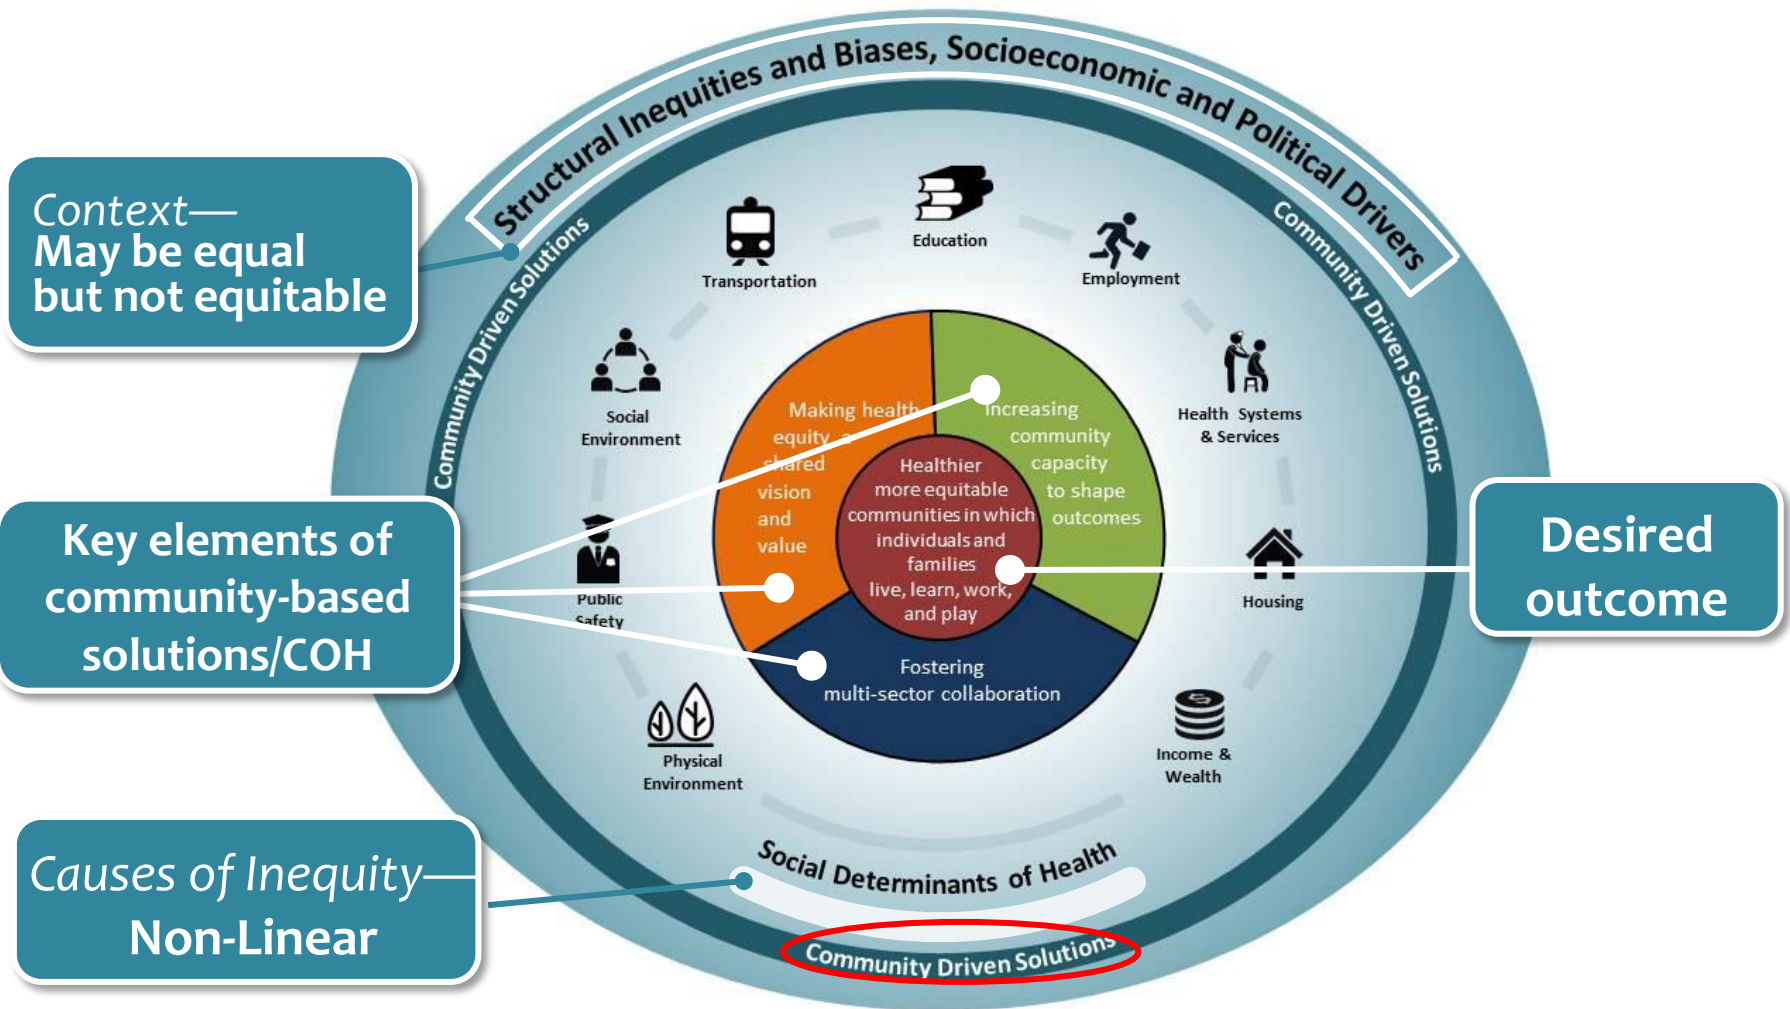 Structural Inequities and Biases, Socioeconomic and Political Drivers
Context—
May be equal
but not equitable
Community Driven Solutions
Community Driven Solutions
Education
Transportation
Employment
Social
Environment
Health Systems
& Services
Making health
equity a
shared
vision
and
value
Increasing
community
capacity
to shape
outcomes
Healthier
more equitable
communities in which
individuals and
families
live, learn, work,
and play
Key elements of
community-based
solutions/COH
Desired
outcome
Public
Safety
Housing
Fostering
multi-sector collaboration
Physical
Environment
Income &
Wealth
Social Determinants of Health
Causes of Inequity—
Non-Linear
Community Driven Solutions